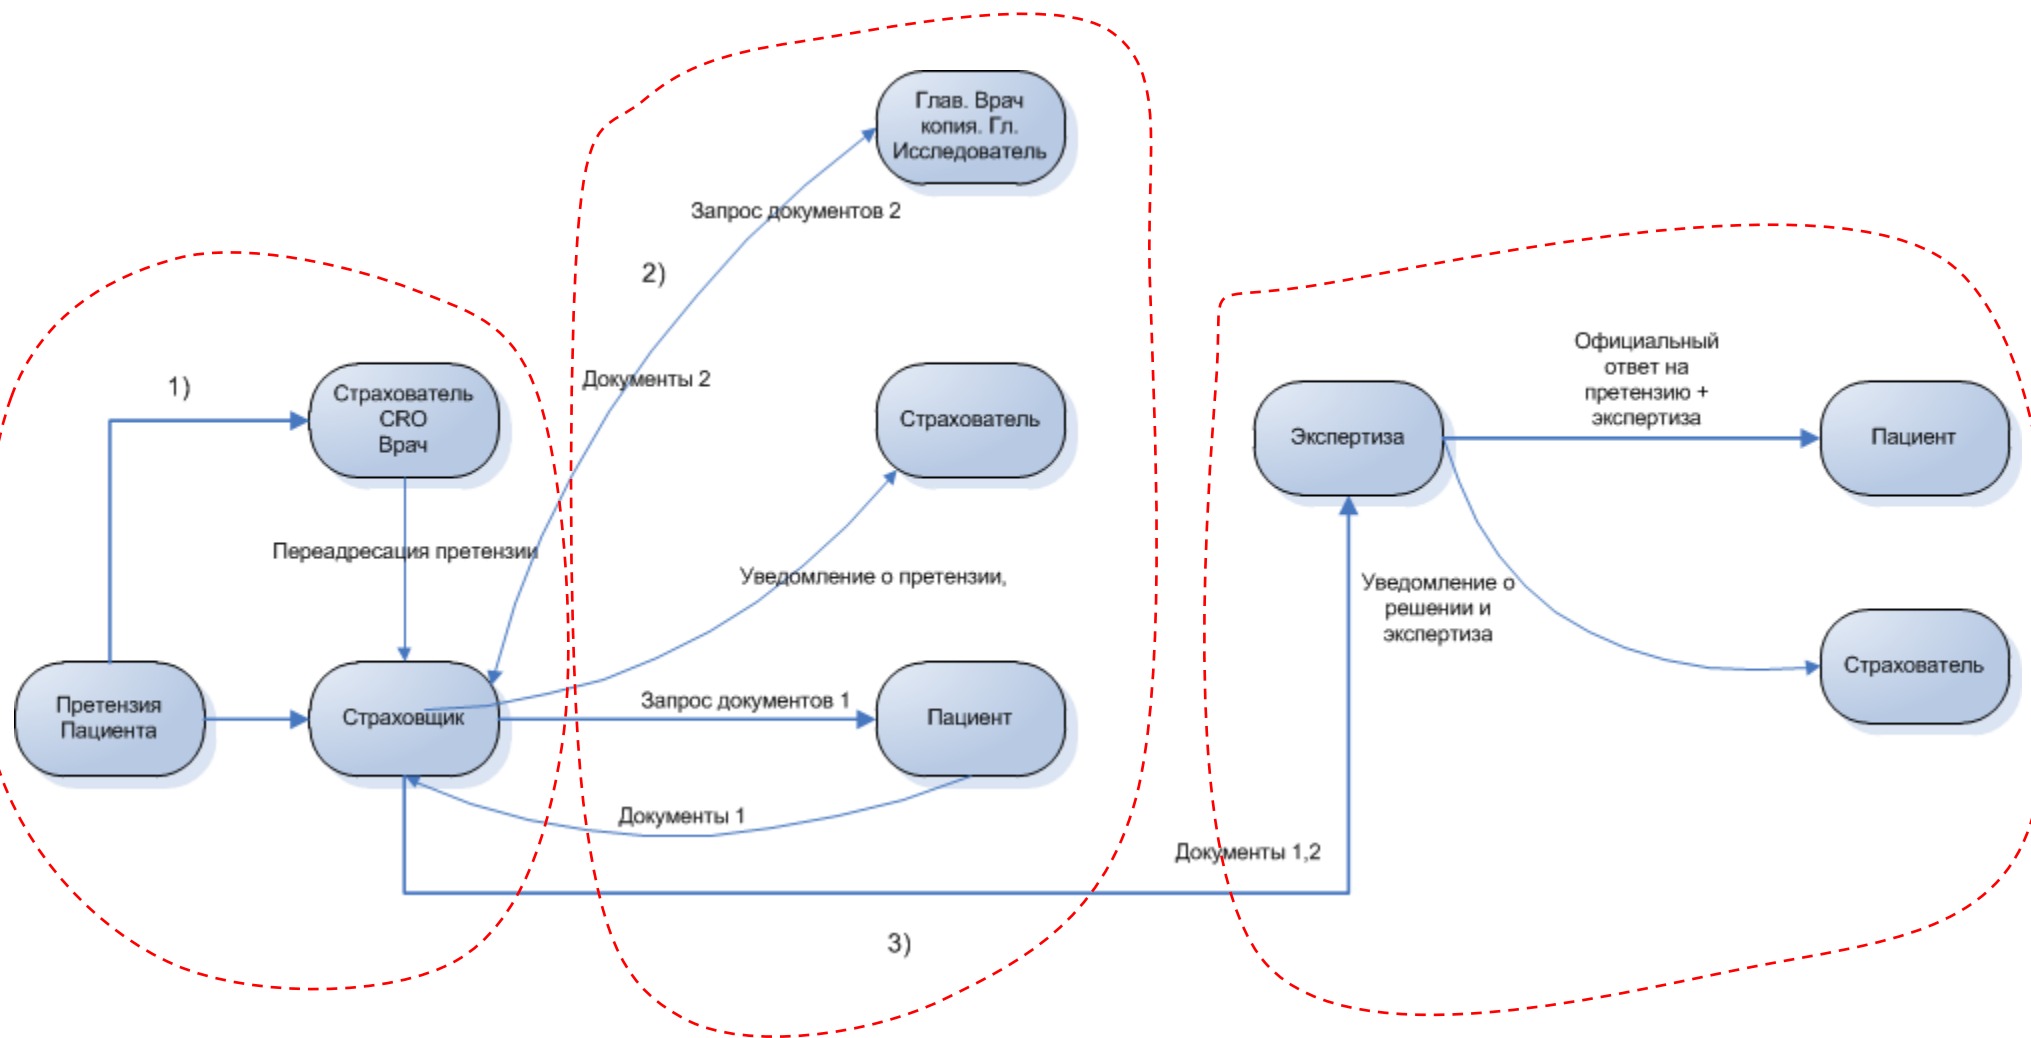 Глав. Врач
копия. Гл.
Исследователь
Запрос документов 2
2)
Документы 2
1)
Страхователь
CRO
Врач
Переадресация претензии
Страхователь
Уведомление о претензии,
Претензия
Пациента
Страховщик
Запрос документов 1
Пациент
Документы 1
Документы 1,2
3)
Официальный
ответ на
претензию +
экспертиза
Экспертиза
Пациент
Уведомление о
решении и
экспертиза
Страхователь